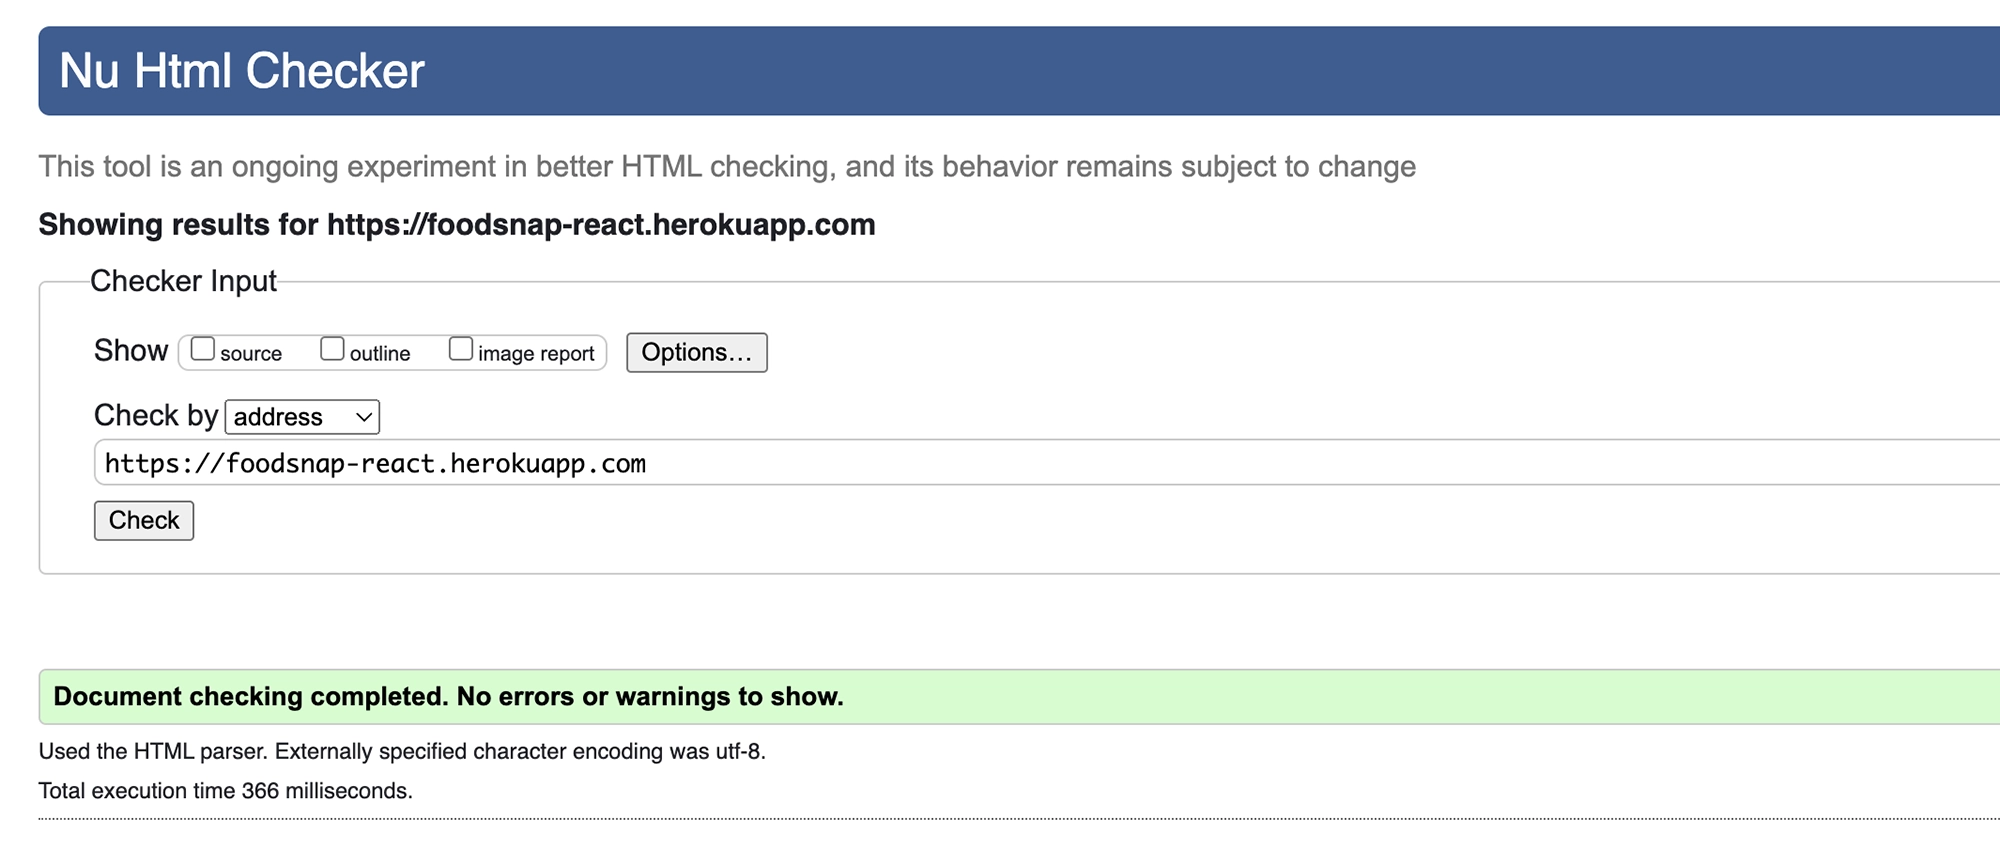 Nu Html Checker
This tool is an ongoing experiment in better HTML checking, and its behavior remains subject to change
Showing results for https://foodsnap-react.herokuapp.com
Checker Input
Show source outline image report Options…
Check by address
https://foodsnap-react.herokuapp.com
Check
Document checking completed. No errors or warnings to show.
Used the HTML parser. Externally specified character encoding was utf-8.
Total execution time 366 milliseconds.